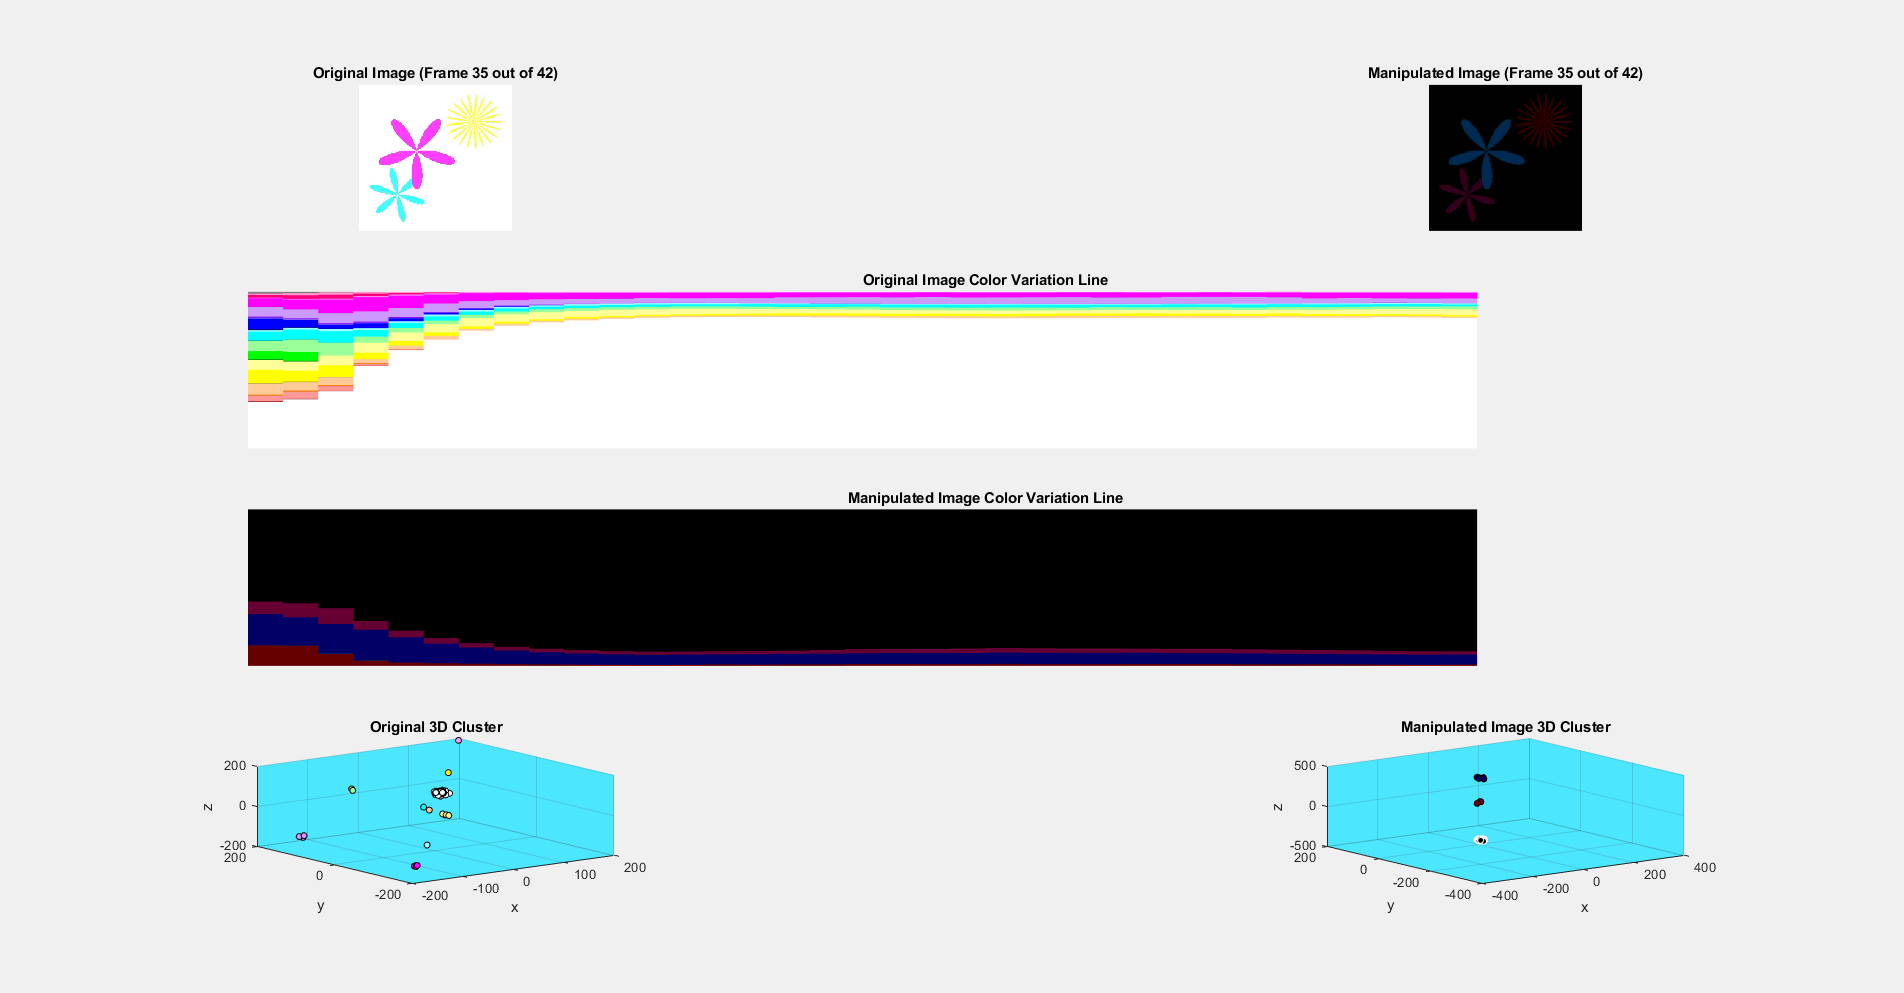 Original Image (Frame 35 out of 42)
Manipulated Image (Frame 35 out of 42)
Original Image Color Variation Line
Manipulated Image Color Variation Line
Original 3D Cluster
200
0
-200
z
200
0
-200
y
-200
-100
0
100
200
x
Manipulated Image 3D Cluster
500
0
-500
z
200
0
-200
-400
y
-400
-200
0
200
400
x